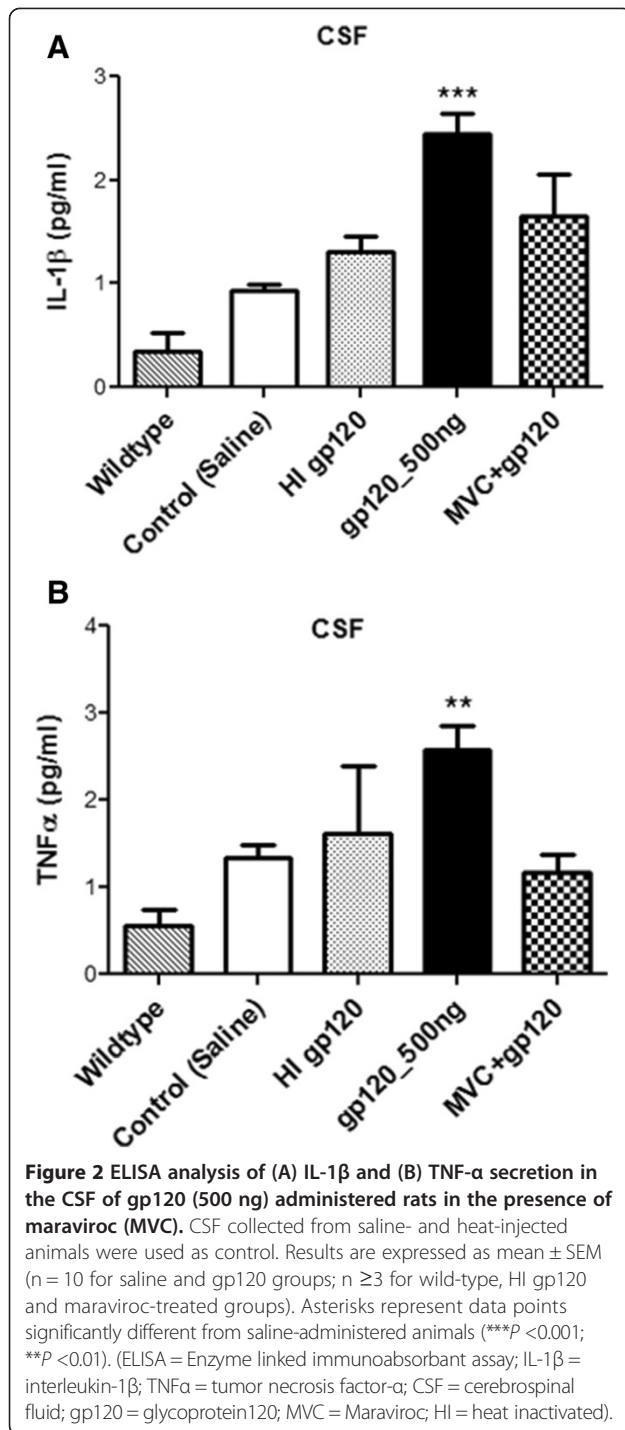 A
CSF
IL-1β (pg/ml)
3
2
1
0
***
Wildtype
Control (Saline)
HI gp120
gp120_500ng
MVC+gp120
B
CSF
TNFα (pg/ml)
4
3
2
1
0
**
Wildtype
Control (Saline)
HI gp120
gp120_500ng
MVC+gp120
Figure 2 ELISA analysis of (A) IL-1β and (B) TNF-α secretion in
the CSF of gp120 (500 ng) administered rats in the presence of
maraviroc (MVC). CSF collected from saline- and heat-injected
animals were used as control. Results are expressed as mean ± SEM
(n = 10 for saline and gp120 groups; n ≥3 for wild-type, HI gp120
and maraviroc-treated groups). Asterisks represent data points
significantly different from saline-administered animals (***P <0.001;
**P <0.01). (ELISA = Enzyme linked immunoabsorbant assay; IL-1β =
interleukin-1β; TNFα = tumor necrosis factor-α; CSF = cerebrospinal
fluid; gp120 = glycoprotein120; MVC = Maraviroc; HI = heat inactivated).